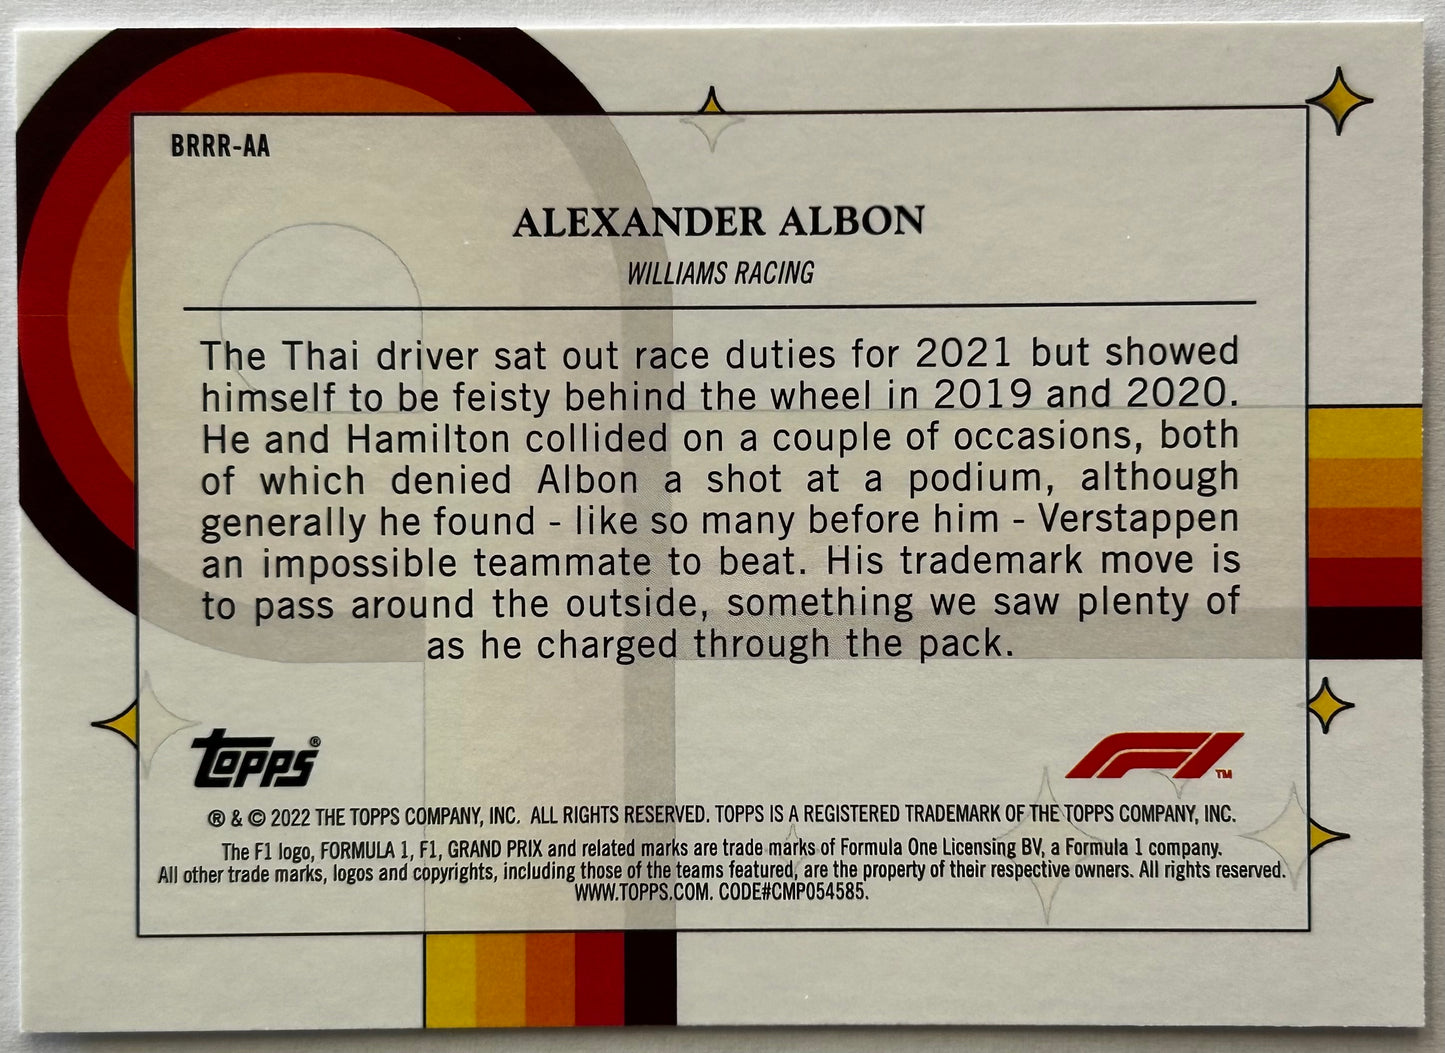 BRRR-AA
ALEXANDER ALBON
WILLIAMS RACING
The Thai driver sat out race duties for 2021 but showed
himself to be feisty behind the wheel in 2019 and 2020.
He and Hamilton collided on a couple of occasions, both
of which denied Albon a shot at a podium, although
generally he found - like so many before him - Verstappen
an impossible teammate to beat. His trademark move is
to pass around the outside, something we saw plenty of
as he charged through the pack.
topps®
F1™
® & © 2022 THE TOPPS COMPANY, INC. ALL RIGHTS RESERVED. TOPPS IS A REGISTERED TRADEMARK OF THE TOPPS COMPANY, INC.
The F1 logo, FORMULA 1, F1, GRAND PRIX and related marks are trade marks of Formula One Licensing BV, a Formula 1 company.
All other trade marks, logos and copyrights, including those of the teams featured, are the property of their respective owners. All rights reserved.
WWW.TOPPS.COM. CODE#CMP054585.